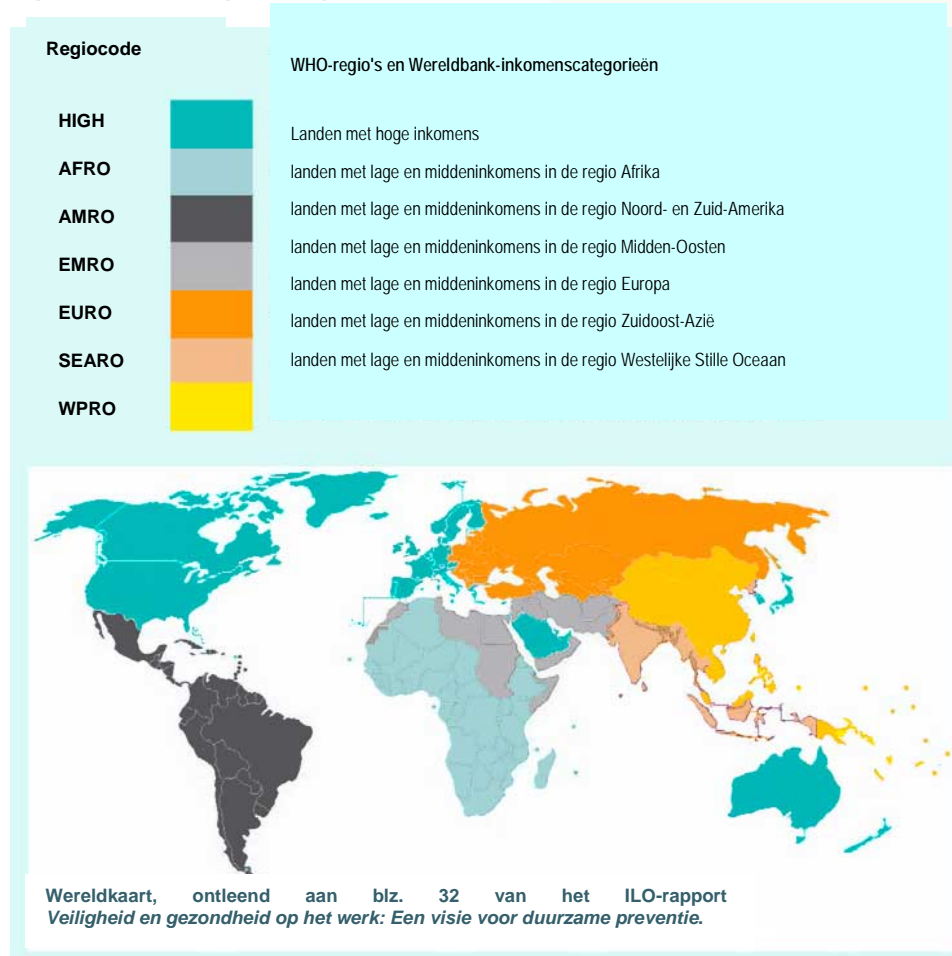 Regiocode
WHO-regio's en Wereldbank-inkomenscategorieën
HIGH
Landen met hoge inkomens
AFRO
landen met lage en middeninkomens in de regio Afrika
AMRO
landen met lage en middeninkomens in de regio Noord- en Zuid-Amerika
EMRO
landen met lage en middeninkomens in de regio Midden-Oosten
EURO
landen met lage en middeninkomens in de regio Europa
SEARO
landen met lage en middeninkomens in de regio Zuidoost-Azië
WPRO
landen met lage en middeninkomens in de regio Westelijke Stille Oceaan
Wereldkaart, ontleend aan blz. 32 van het ILO-rapport
Veiligheid en gezondheid op het werk: Een visie voor duurzame preventie.